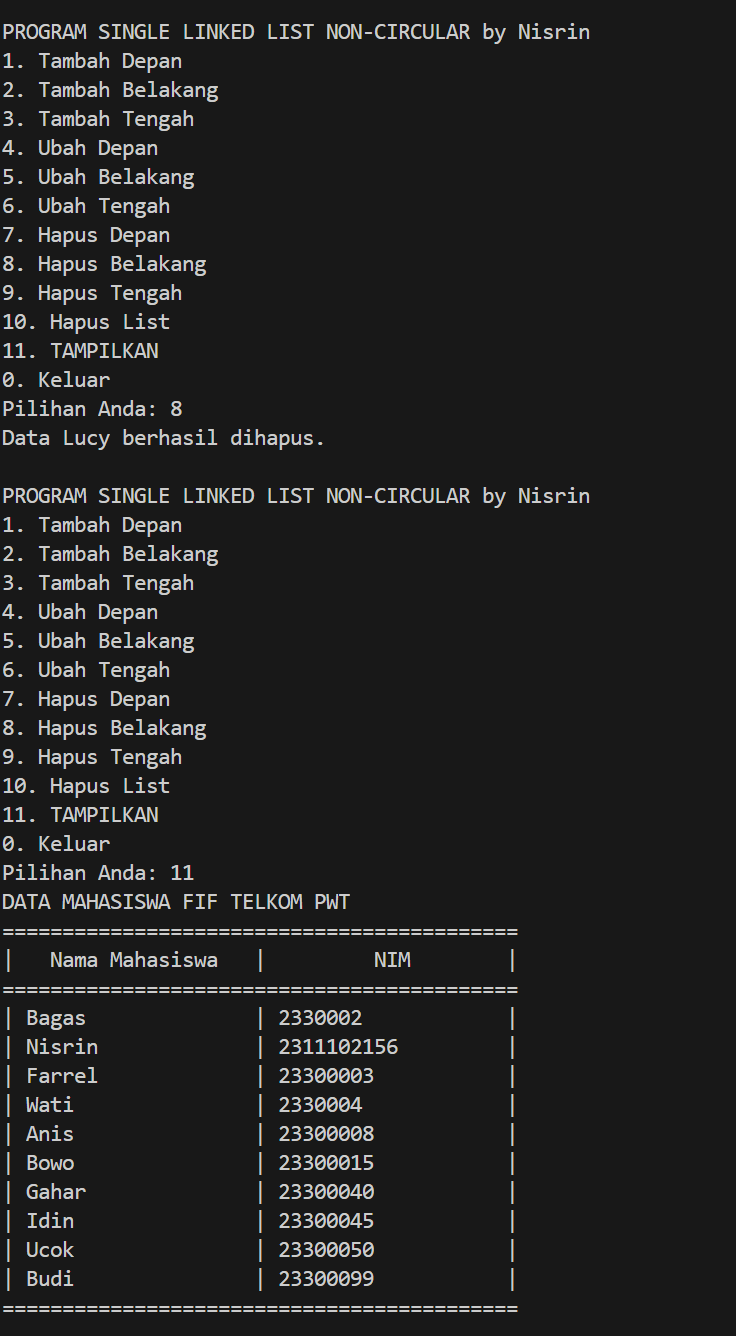 PROGRAM SINGLE LINKED LIST NON-CIRCULAR by Nisrin
1. Tambah Depan
2. Tambah Belakang
3. Tambah Tengah
4. Ubah Depan
5. Ubah Belakang
6. Ubah Tengah
7. Hapus Depan
8. Hapus Belakang
9. Hapus Tengah
10. Hapus List
11. TAMPILKAN
0. Keluar
Pilihan Anda: 8
Data Lucy berhasil dihapus.

PROGRAM SINGLE LINKED LIST NON-CIRCULAR by Nisrin
1. Tambah Depan
2. Tambah Belakang
3. Tambah Tengah
4. Ubah Depan
5. Ubah Belakang
6. Ubah Tengah
7. Hapus Depan
8. Hapus Belakang
9. Hapus Tengah
10. Hapus List
11. TAMPILKAN
0. Keluar
Pilihan Anda: 11
DATA MAHASISWA FIF TELKOM PWT
===========================================
|   Nama Mahasiswa   |         NIM        |
===========================================
| Bagas              | 2330002            |
| Nisrin             | 2311102156         |
| Farrel             | 23300003           |
| Wati               | 2330004            |
| Anis               | 23300008           |
| Bowo               | 23300015           |
| Gahar              | 23300040           |
| Idin               | 23300045           |
| Ucok               | 23300050           |
| Budi               | 23300099           |
===========================================